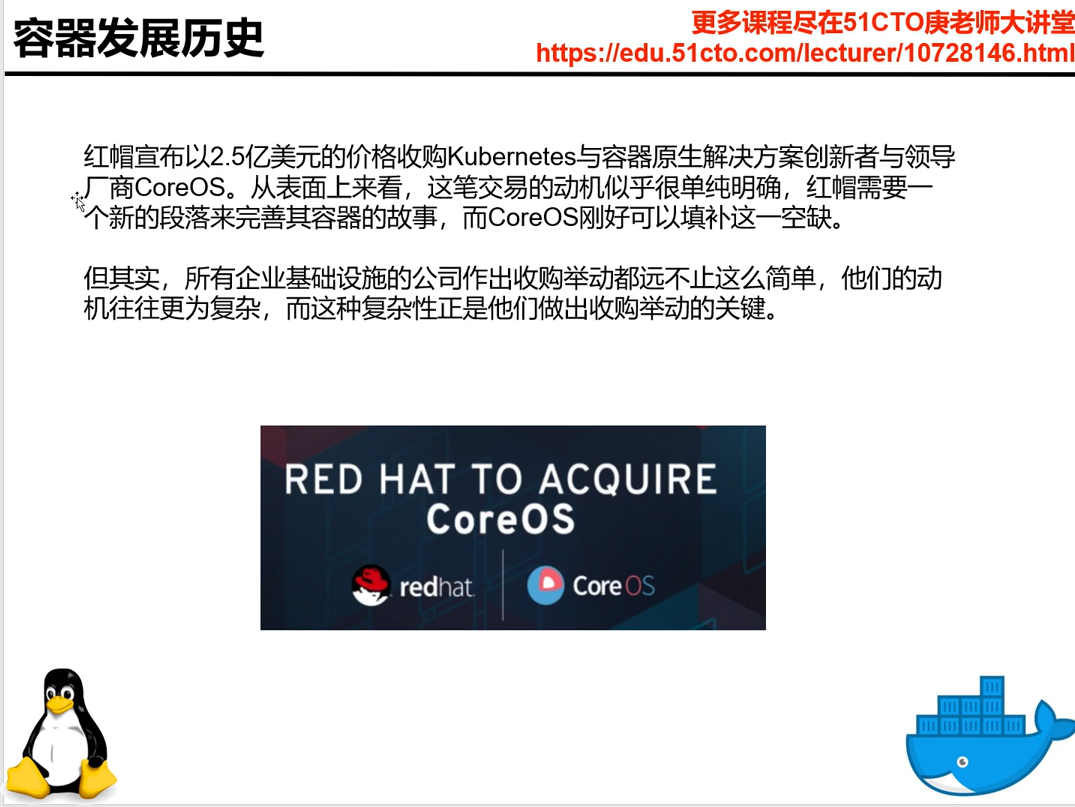 容器发展历史
更多课程尽在51CTO庚老师大讲堂
https://edu.51cto.com/lecturer/10728146.html
红帽宣布以2.5亿美元的价格收购Kubernetes与容器原生解决方案创新者与领导
厂商CoreOS。从表面上来看，这笔交易的动机似乎很单纯明确，红帽需要一
个新的段落来完善其容器的故事，而CoreOS刚好可以填补这一空缺。
但其实，所有企业基础设施的公司作出收购举动都远不止这么简单，他们的动
机往往更为复杂，而这种复杂性正是他们做出收购举动的关键。
RED HAT TO ACQUIRE
CoreOS
redhat.
CoreOS